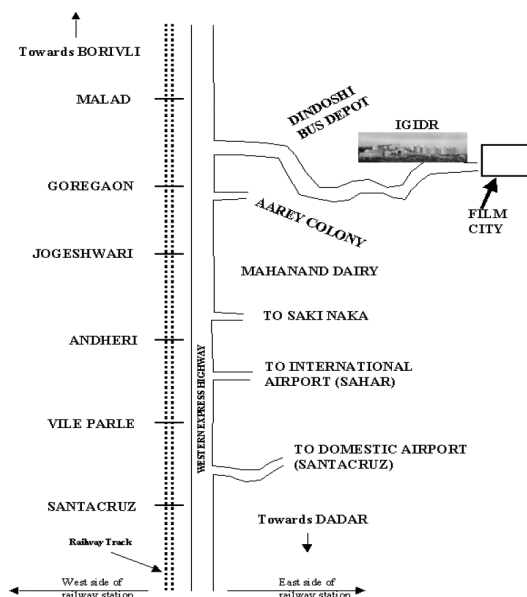 Towards BORIVLI
MALAD
DINDOSHI
BUS DEPOT
IGIDR
FILM
CITY
GOREGAON
AAREY COLONY
JOGESHWARI
MAHANAND DAIRY
TO SAKI NAKA
ANDHERI
WESTERN EXPRESS HIGHWAY
TO INTERNATIONAL
AIRPORT (SAHAR)
VILE PARLE
TO DOMESTIC AIRPORT
(SANTACRUZ)
SANTACRUZ
Towards DADAR
Railway Track
West side of
railway station
East side of
railway station